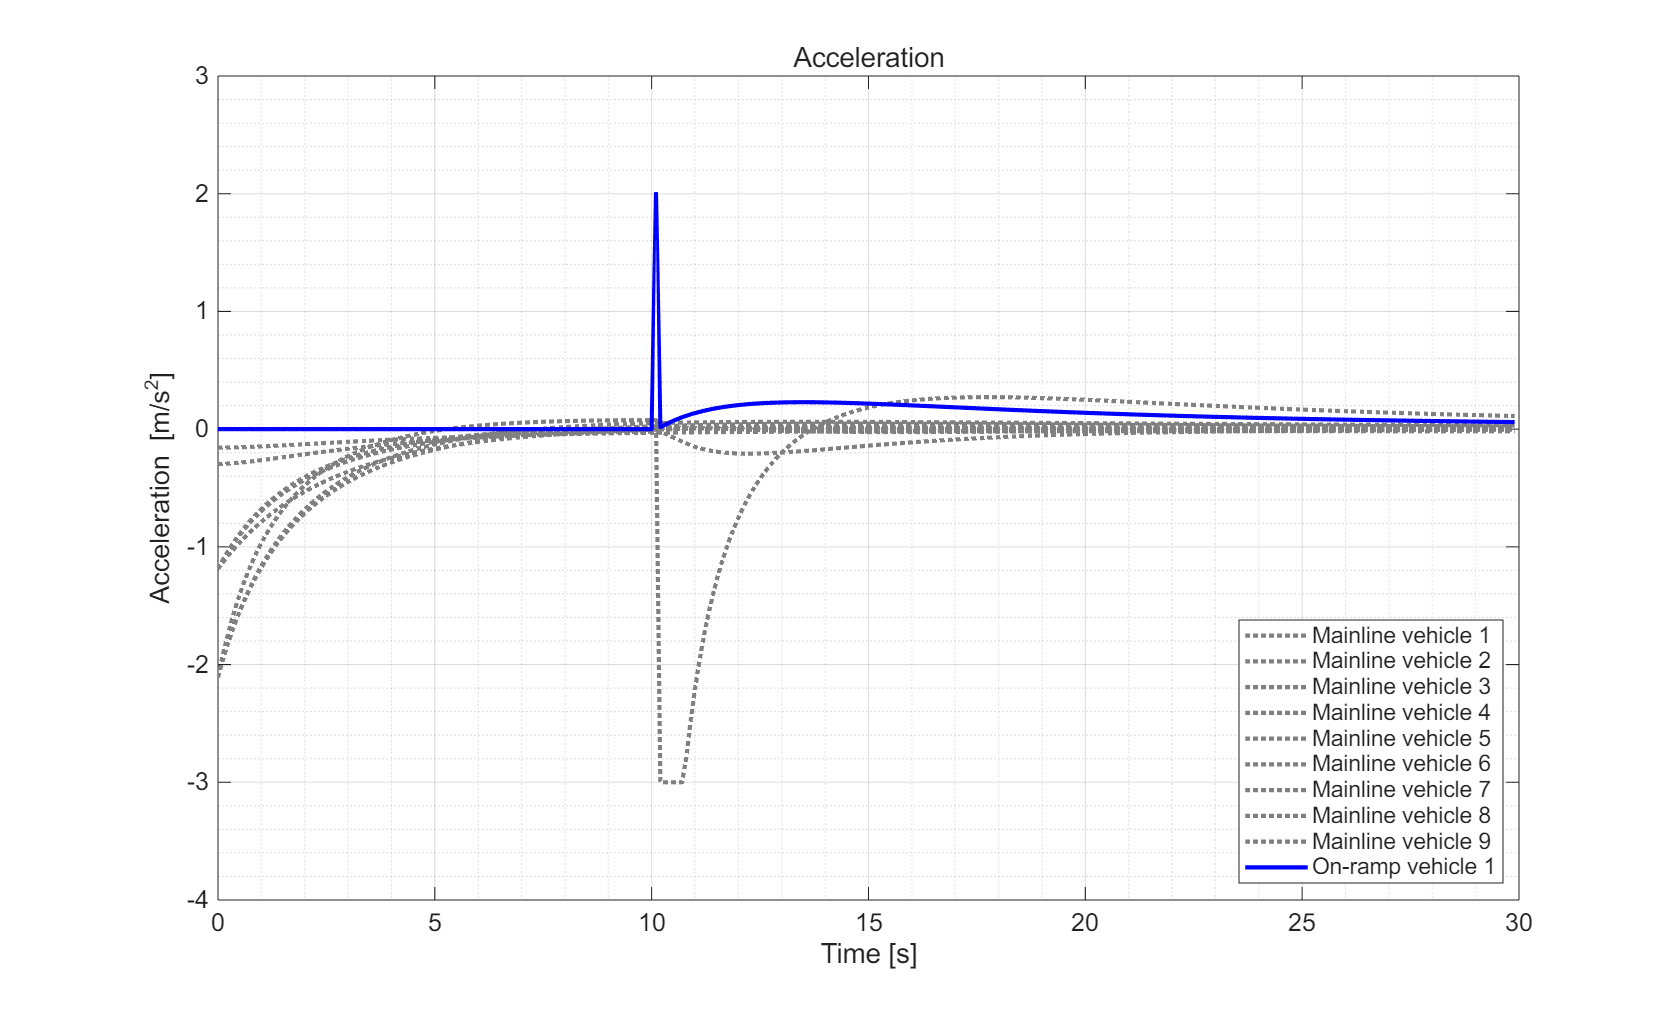 Acceleration
3
2
1
0
-1
-2
-3
-4
Acceleration [m/s²]
0 5 10 15 20 25 30
Time [s]
Mainline vehicle 1
Mainline vehicle 2
Mainline vehicle 3
Mainline vehicle 4
Mainline vehicle 5
Mainline vehicle 6
Mainline vehicle 7
Mainline vehicle 8
Mainline vehicle 9
On-ramp vehicle 1